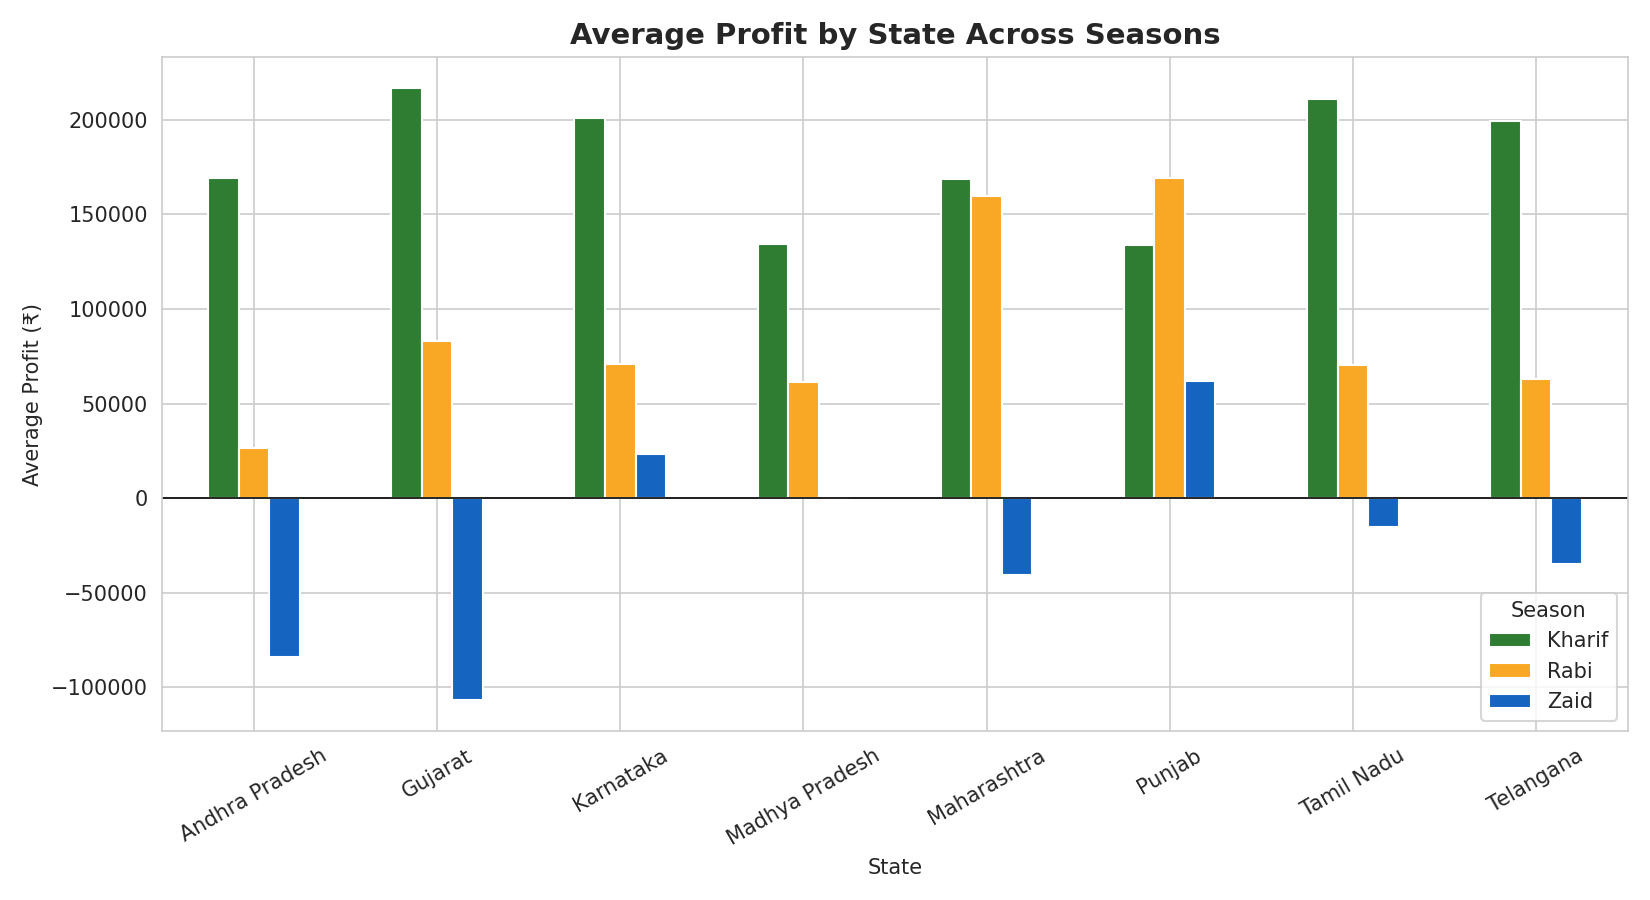 Average Profit by State Across Seasons
Average Profit (₹)
200000
150000
100000
50000
0
−50000
−100000
Andhra Pradesh
Gujarat
Karnataka
Madhya Pradesh
Maharashtra
Punjab
Tamil Nadu
Telangana
State
Season
Kharif
Rabi
Zaid